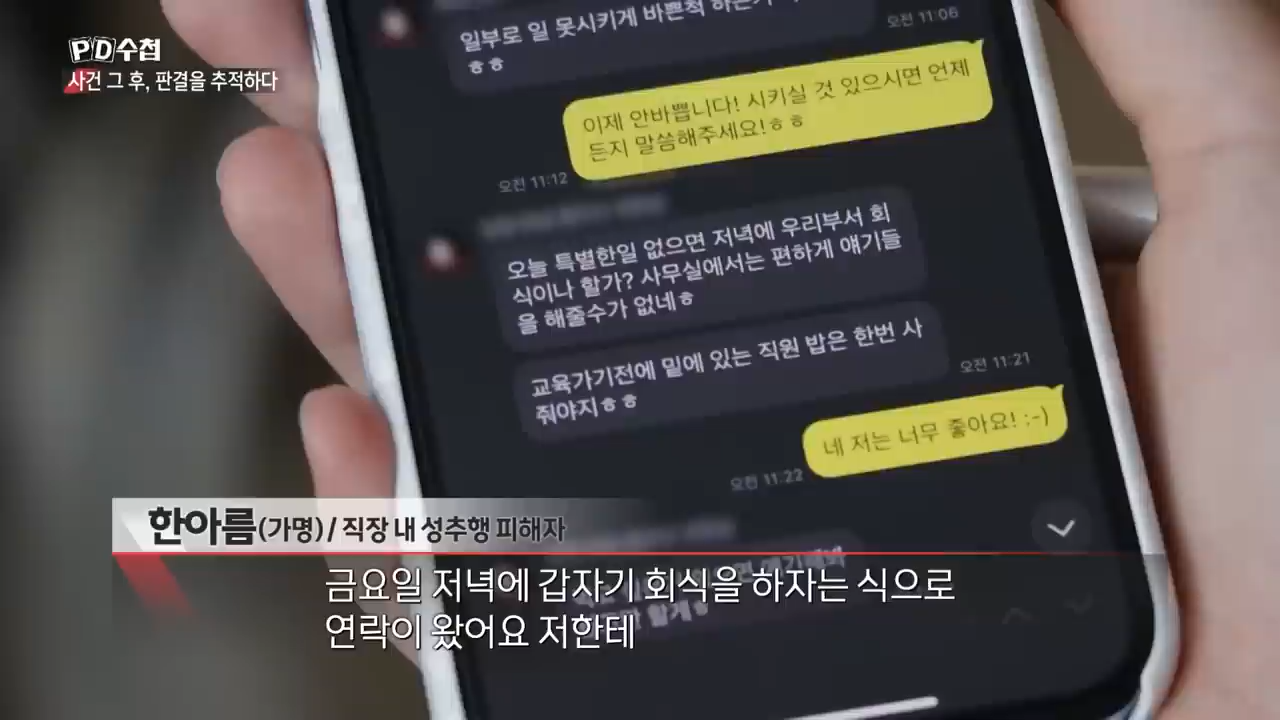 PD수첩
사건 그 후, 판결을 추적하다
일부로 일 못시키게 바쁜척
ㅎㅎ
오전 11:06
이제 안바쁩니다! 시키실 것 있으시면 언제
든지 말씀해주세요!ㅎㅎ
오전 11:12
오늘 특별한일 없으면 저녁에 우리부서 회
식이나 할가? 사무실에서는 편하게 얘기들
을 해줄수가 없네ㅎ
교육가기전에 밑에 있는 직원 밥은 한번 사
줘야지ㅎㅎ
오전 11:21
네 저는 너무 좋아요! :-)
오전 11:22
한아름(가명) / 직장 내 성추행 피해자
금요일 저녁에 갑자기 회식을 하자는 식으로
연락이 왔어요 저한테